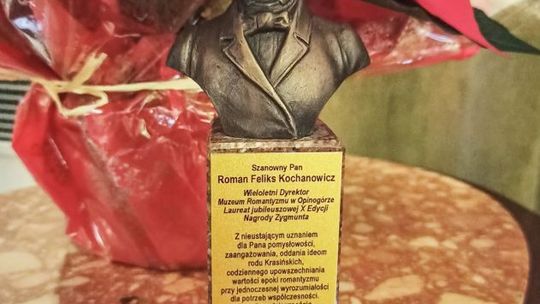 Szanowny Pan
Roman Feliks Kochanowicz
Wieloletni Dyrektor
Muzeum Romantyzmu w Opinogórze
Laureat jubileuszowej X Edycji
Nagrody Zygmunta
Z nieustającym uznaniem
dla Pana pomysłowości,
zaangażowania, oddania ideom
rodu Krasińskich,
codziennego upowszechniania
wartości epoki romantyzmu
przy jednoczesnej wyrozumiałości
dla potrzeb współczesności.